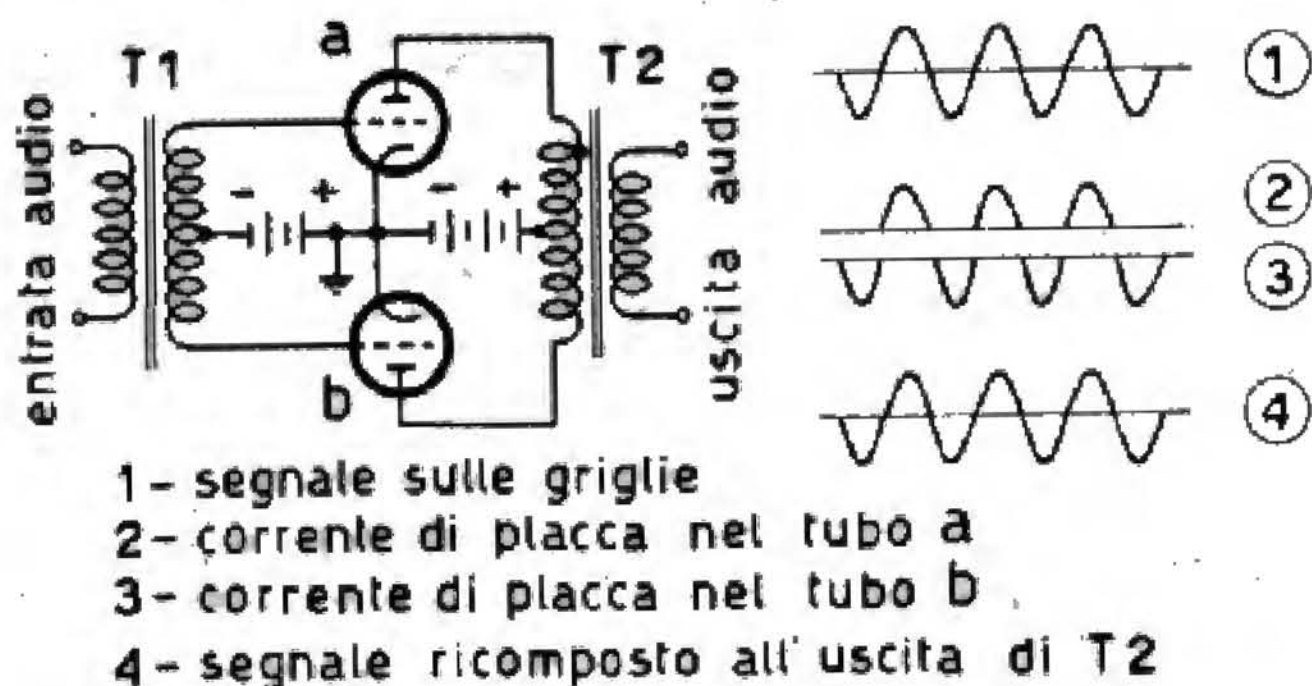 a
T1
T2
entrata audio
- +
- +
uscita audio
b
1
2
3
4
1- segnale sulle griglie
2- corrente di placca nel tubo a
3- corrente di placca nel tubo b
4- segnale ricomposto all'uscita di T2